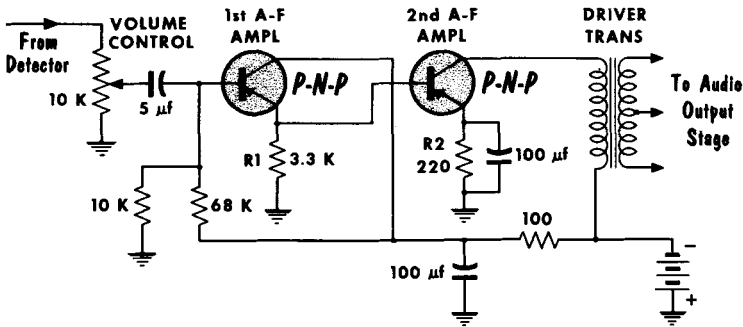 From
Detector
VOLUME
CONTROL
10 K
5 μf
1st A-F
AMPL
P-N-P
2nd A-F
AMPL
P-N-P
DRIVER
TRANS
To Audio
Output
Stage
R1
3.3 K
R2
220
100 μf
10 K
68 K
100
100 μf
-
+